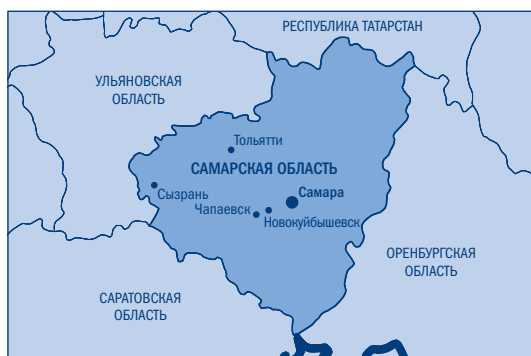 РЕСПУБЛИКА ТАТАРСТАН
УЛЬЯНОВСКАЯ
ОБЛАСТЬ
Тольятти
САМАРСКАЯ ОБЛАСТЬ
Сызрань
Самара
Чапаевск
Новокуйбышевск
ОРЕНБУРГСКАЯ
ОБЛАСТЬ
САРАТОВСКАЯ
ОБЛАСТЬ